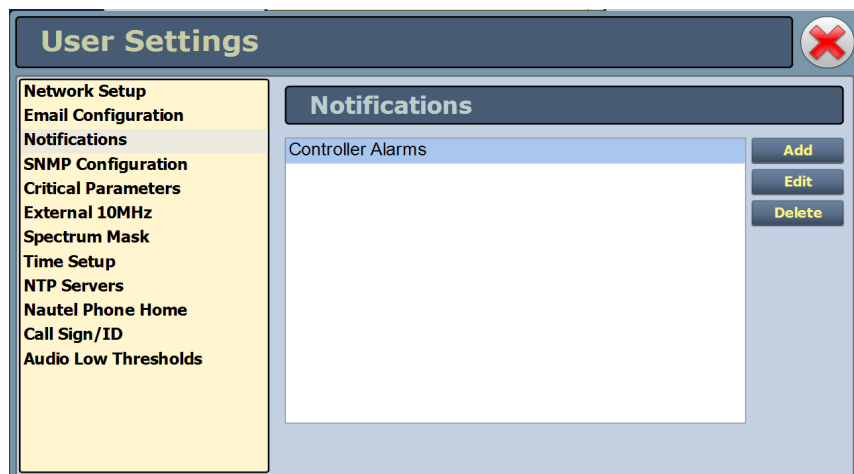 User Settings
Network Setup
Email Configuration
Notifications
SNMP Configuration
Critical Parameters
External 10MHz
Spectrum Mask
Time Setup
NTP Servers
Nautel Phone Home
Call Sign/ID
Audio Low Thresholds
Notifications
Controller Alarms
Add
Edit
Delete